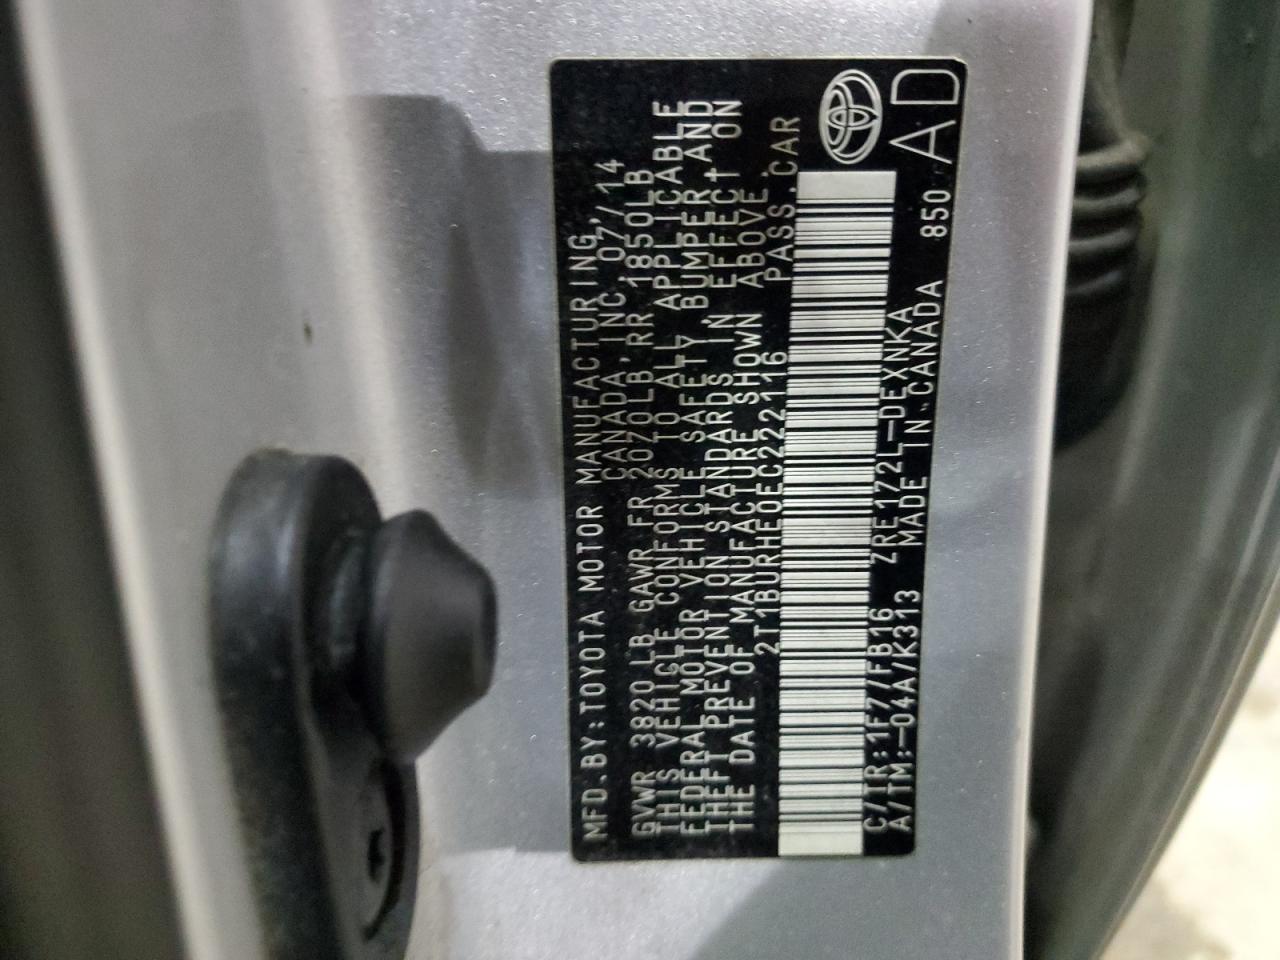 MFD.BY:TOYOTA MOTOR MANUFACTURING,
CANADA,INC 07/14
GVWR 3820LB GAWR FR 2070LB,RR 1850LB
THIS VEHICLE CONFORMS TO ALL APPLICABLE
FEDERAL MOTOR VEHICLE SAFETY BUMPER,AND
THEFT PREVENTION STANDARDS IN EFFECT ON
THE DATE OF MANUFACTURE SHOWN ABOVE.
2T1BURHE0EC222116 PASS.CAR
C/TR:1F7/FB16 ZRE172L-DEXNKA
A/TM:-04A/K313 MADE IN CANADA 850
AD